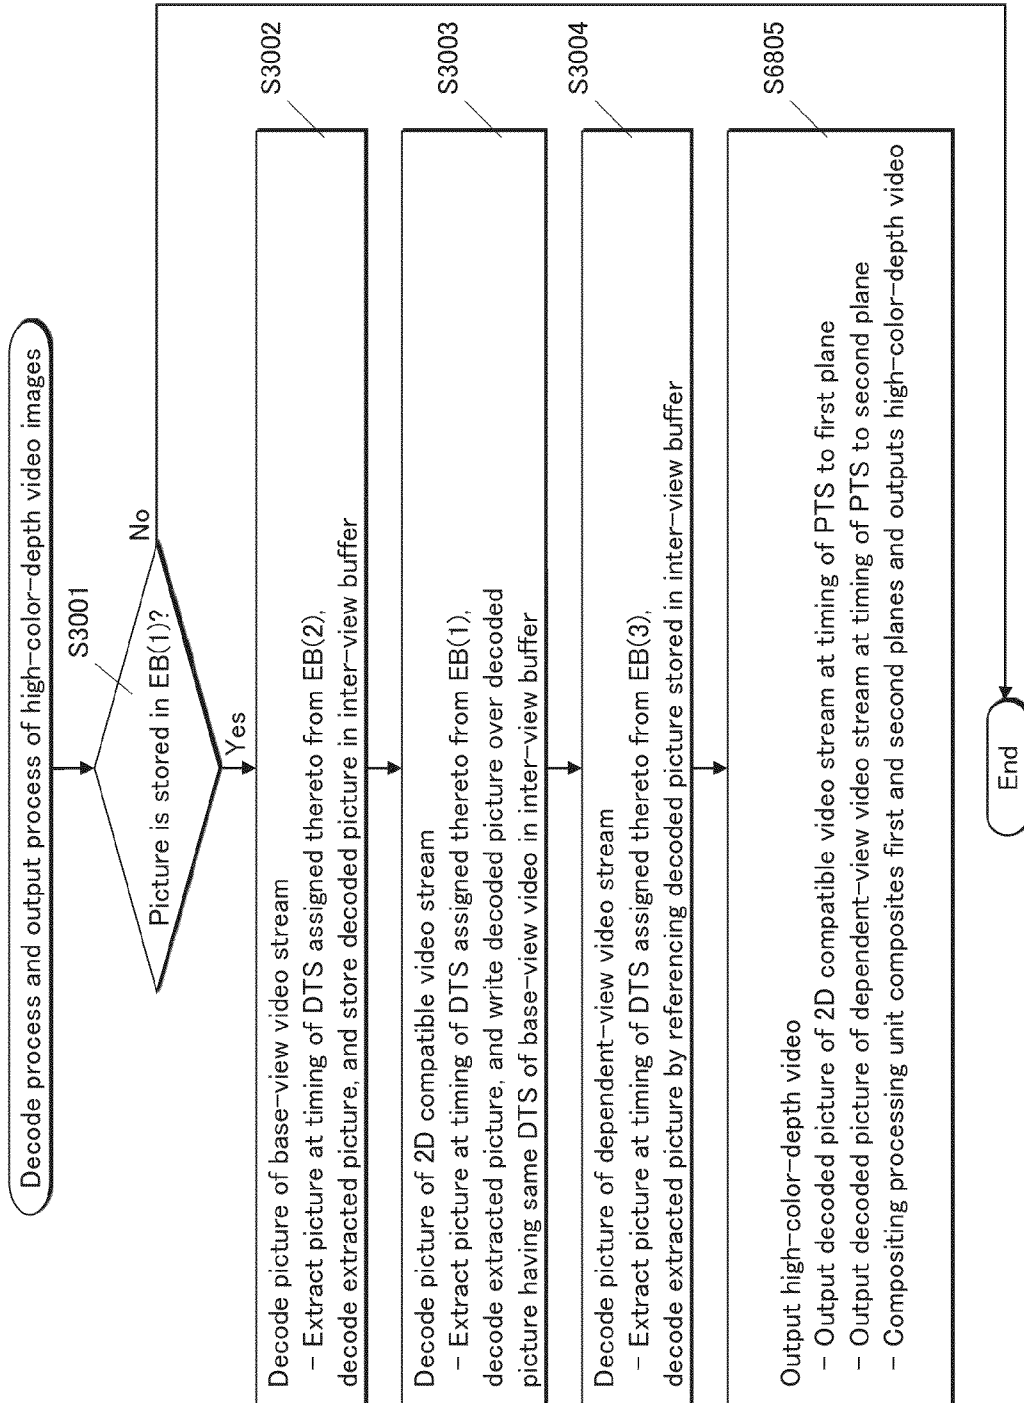 Decode process and output process of high-color-depth video images
S3001
Picture is stored in EB(1)?
No
Yes
S3002
Decode picture of base-view video stream
- Extract picture at timing of DTS assigned thereto from EB(2),
decode extracted picture, and store decoded picture in inter-view buffer
S3003
Decode picture of 2D compatible video stream
- Extract picture at timing of DTS assigned thereto from EB(1),
decode extracted picture, and write decoded picture over decoded
picture having same DTS of base-view video in inter-view buffer
S3004
Decode picture of dependent-view video stream
- Extract picture at timing of DTS assigned thereto from EB(3),
decode extracted picture by referencing decoded picture stored in inter-view buffer
S6805
Output high-color-depth video
- Output decoded picture of 2D compatible video stream at timing of PTS to first plane
- Output decoded picture of dependent-view video stream at timing of PTS to second plane
- Compositing processing unit composites first and second planes and outputs high-color-depth video
End